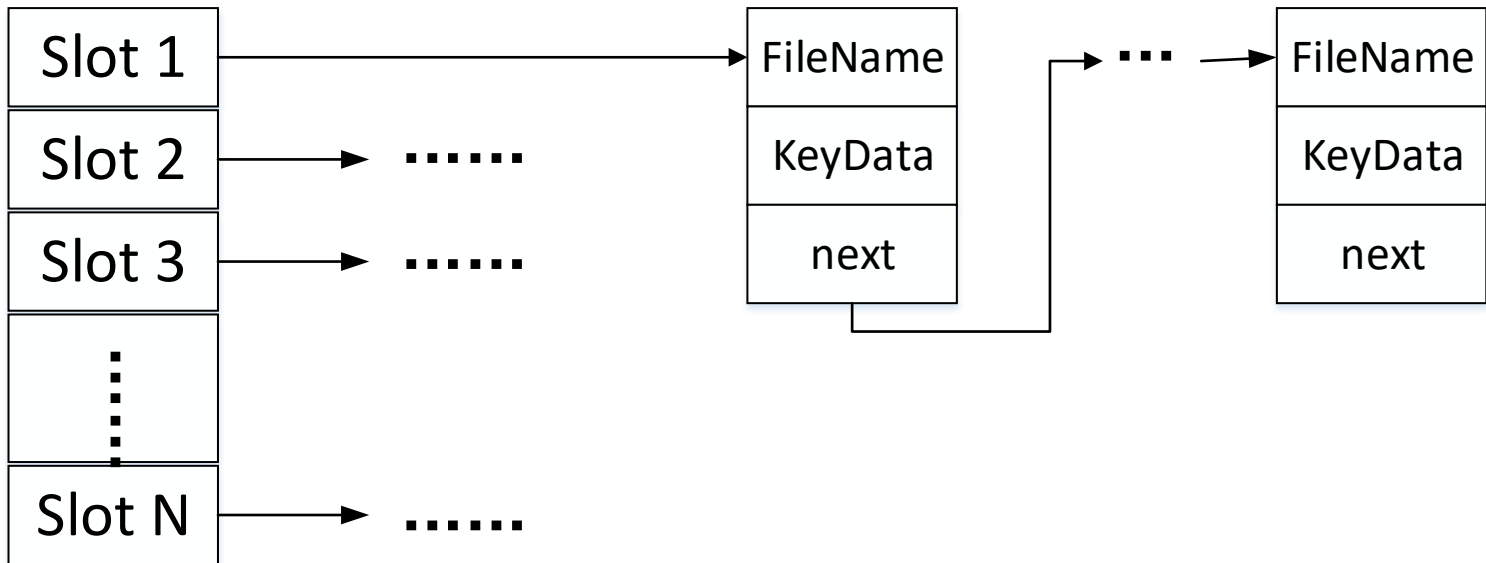 Slot 1
FileName
...
FileName
Slot 2
......
KeyData
KeyData
Slot 3
......
next
next
......
Slot N
......